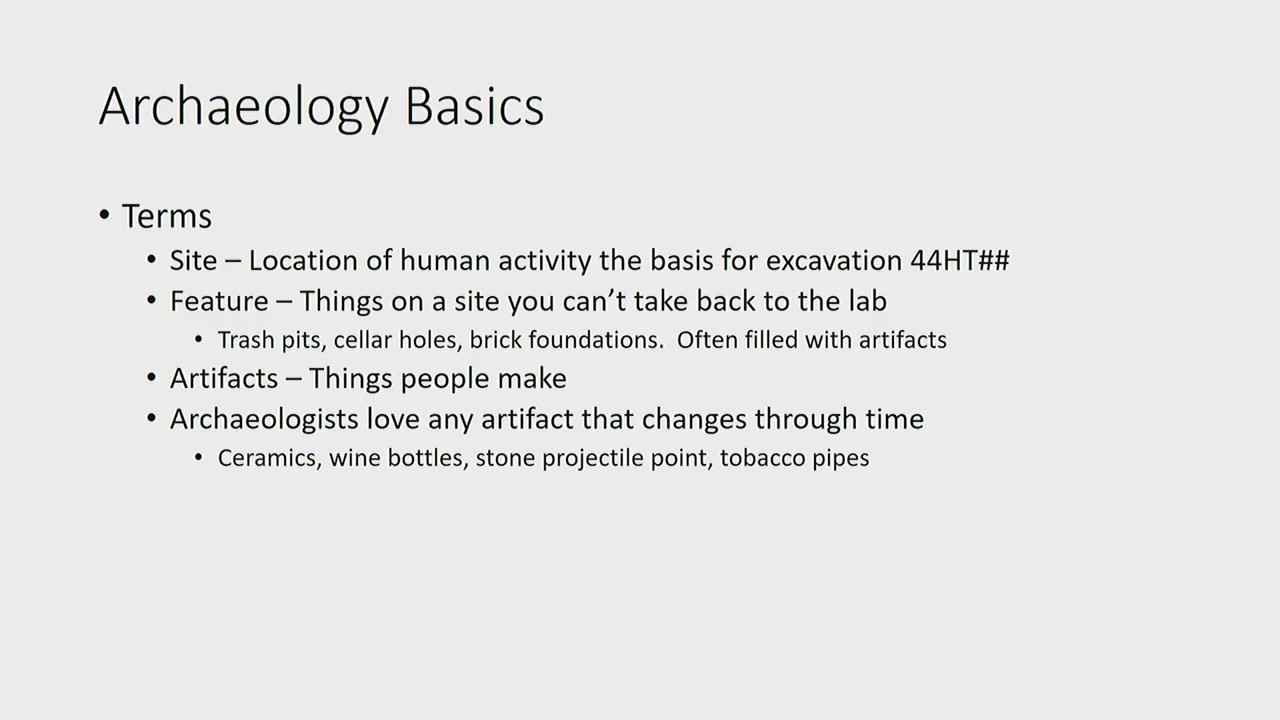 Archaeology Basics
• Terms
• Site – Location of human activity the basis for excavation 44HT##
• Feature – Things on a site you can’t take back to the lab
• Trash pits, cellar holes, brick foundations.  Often filled with artifacts
• Artifacts – Things people make
• Archaeologists love any artifact that changes through time
• Ceramics, wine bottles, stone projectile point, tobacco pipes